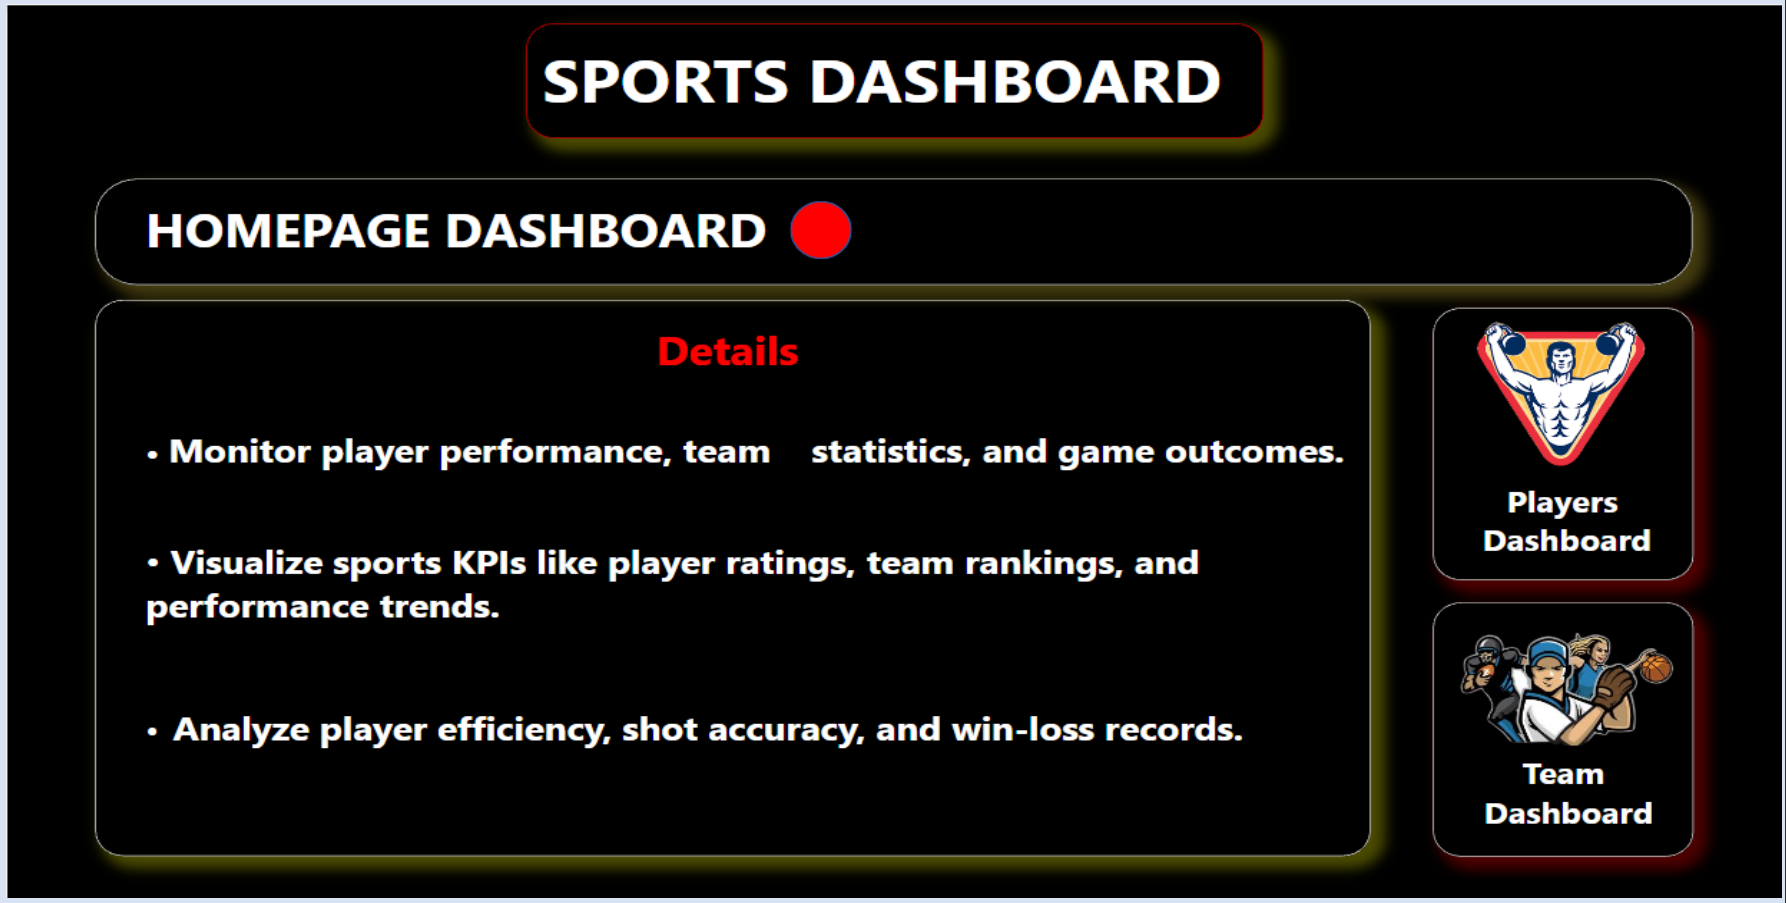 SPORTS DASHBOARD
HOMEPAGE DASHBOARD
Details
• Monitor player performance, team    statistics, and game outcomes.
• Visualize sports KPIs like player ratings, team rankings, and
performance trends.
• Analyze player efficiency, shot accuracy, and win-loss records.
Players
Dashboard
Team
Dashboard